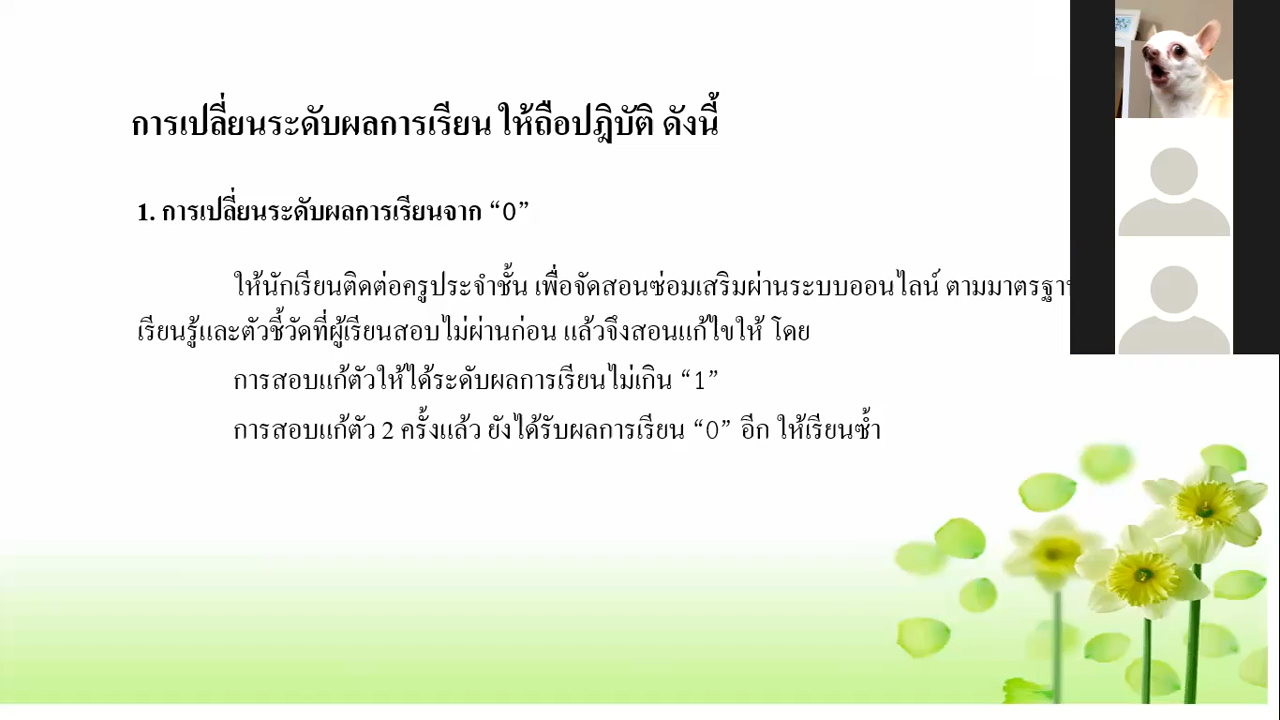 การเปลี่ยนระดับผลการเรียน ให้ถือปฎิบัติ ดังนี้
1. การเปลี่ยนระดับผลการเรียนจาก “0”
ให้นักเรียนติดต่อครูประจำชั้น เพื่อจัดสอนซ่อมเสริมผ่านระบบออนไลน์ ตามมาตรฐาน
เรียนรู้และตัวชี้วัดที่ผู้เรียนสอบไม่ผ่านก่อน แล้วจึงสอนแก้ไขให้ โดย
การสอบแก้ตัวให้ได้ระดับผลการเรียนไม่เกิน “1”
การสอบแก้ตัว 2 ครั้งแล้ว ยังได้รับผลการเรียน “0” อีก ให้เรียนซ้ำ